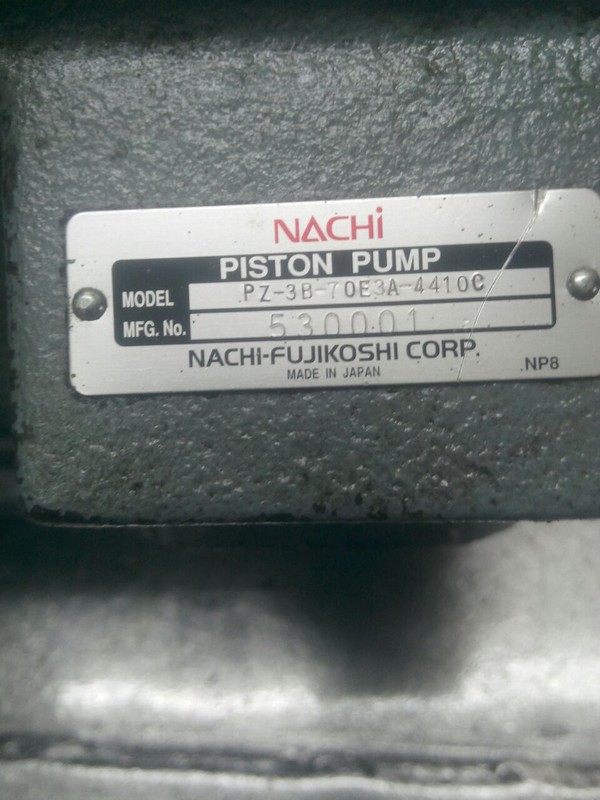 NACHi
PISTON PUMP
MODEL PZ-3B-70E3A-4410C
MFG. No. 530001
NACHI-FUJIKOSHI CORP.
MADE IN JAPAN
NP8